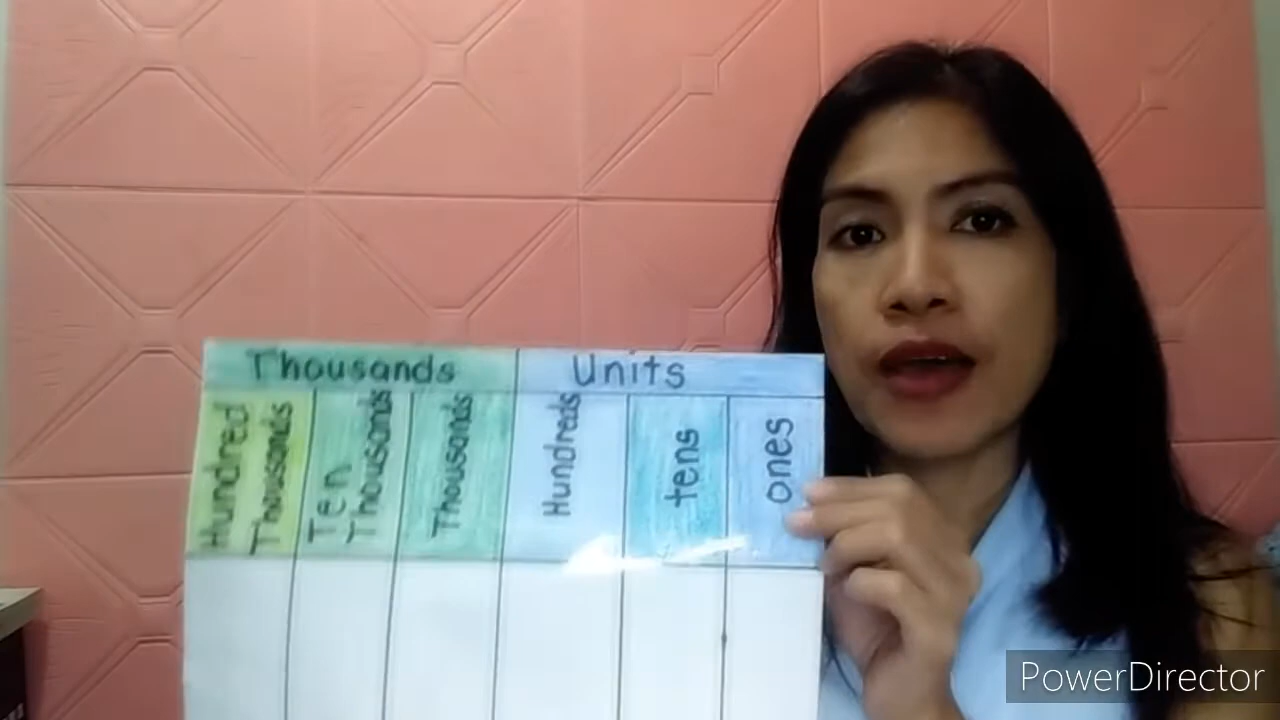 Thousands
Units
Hundred
Thousands
Ten
Thousands
Thousands
Hundreds
tens
ones
PowerDirector